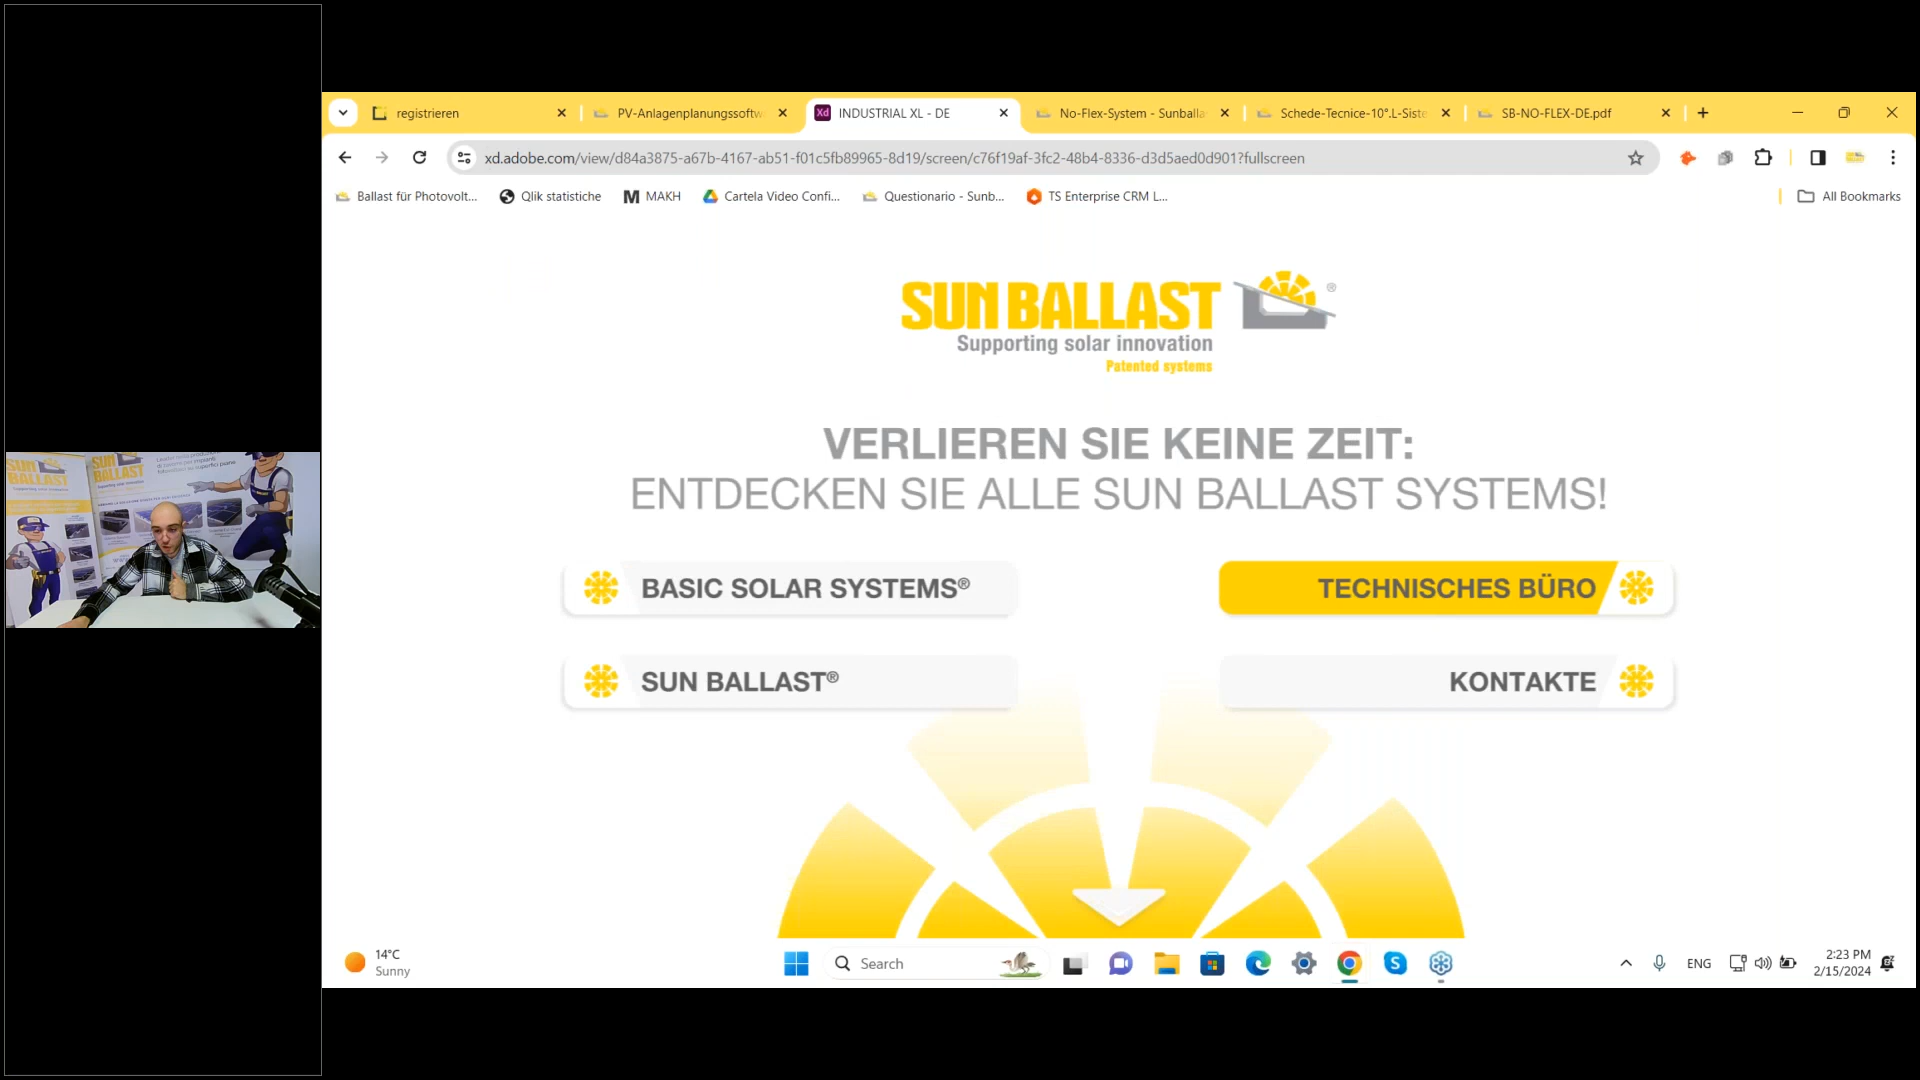 SUN BALLAST
SUN BALLAST
registrieren
PV-Anlagenplanungssoftw
INDUSTRIAL XL - DE
No-Flex-System - Sunballa
Schede-Tecnice-10°.L-Siste
SB-NO-FLEX-DE.pdf
xd.adobe.com/view/d84a3875-a67b-4167-ab51-f01c5fb89965-8d19/screen/c76f19af-3fc2-48b4-8336-d3d5aed0d901?fullscreen
Ballast für Photovolt...
Qlik statistiche
MAKH
Cartela Video Confi...
Questionario - Sunb...
TS Enterprise CRM L...
All Bookmarks
SUN BALLAST ®
Supporting solar innovation
Patented systems
VERLIEREN SIE KEINE ZEIT:
ENTDECKEN SIE ALLE SUN BALLAST SYSTEMS!
BASIC SOLAR SYSTEMS®
TECHNISCHES BÜRO
SUN BALLAST®
KONTAKTE
14°C
Sunny
Search
ENG
2:23 PM
2/15/2024